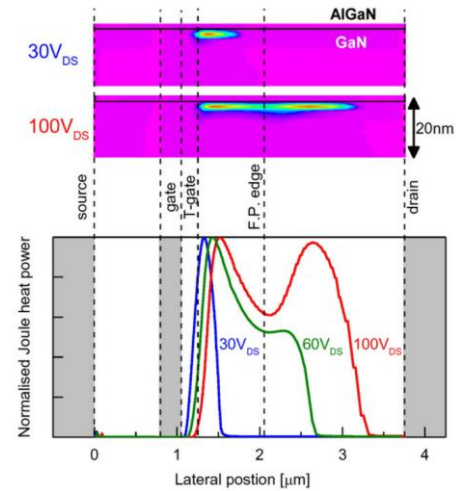 AlGaN
GaN
30V_DS
100V_DS
20nm
source
gate
T-gate
F.P. edge
drain
Normalised Joule heat power
30V_DS
60V_DS
100V_DS
0
1
2
3
4
Lateral postion [μm]